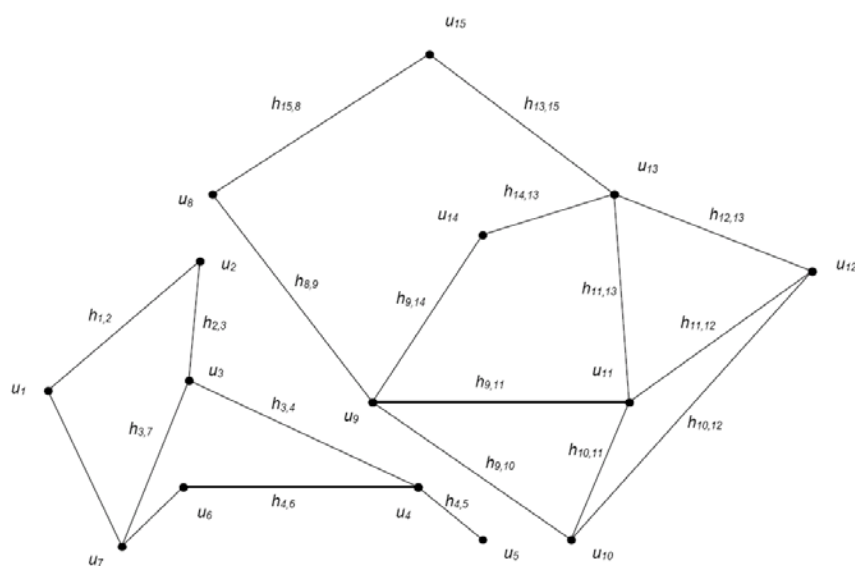 u15
h15,8
h13,15
u13
u8
h14,13
u14
h12,13
u2
u12
h8,9
h9,14
h11,13
h1,2
h2,3
h11,12
u3
u11
u1
h9,11
h3,4
u9
h3,7
h10,11
h10,12
h9,10
h4,6
h4,5
u6
u4
u7
u5
u10